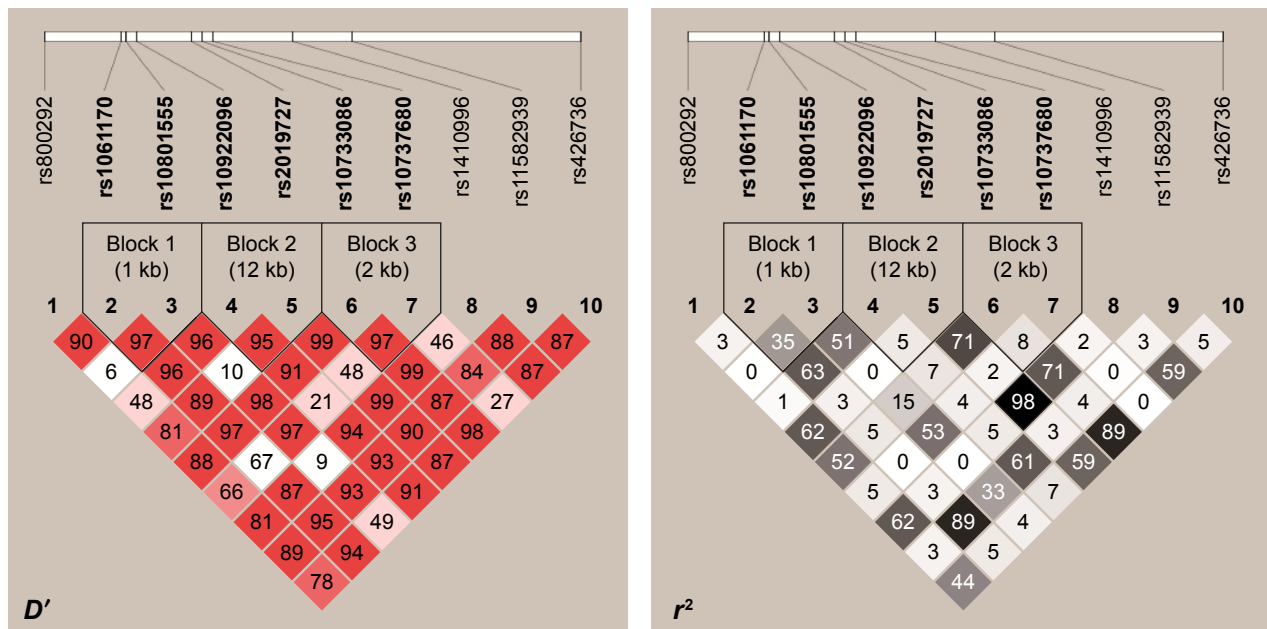 rs800292
rs1061170
rs10801555
rs10922096
rs2019727
rs10733086
rs10737680
rs1410996
rs11582939
rs426736
Block 1
(1 kb)
Block 2
(12 kb)
Block 3
(2 kb)
1 2 3 4 5 6 7 8 9 10
90 97 96 95 99 97 46 88 87
6 96 10 91 48 99 84 87
48 89 98 21 99 87 27
81 97 97 94 90 98
88 67 9 93 87
66 87 93 91
81 95 49
89 94
78
D′
rs800292
rs1061170
rs10801555
rs10922096
rs2019727
rs10733086
rs10737680
rs1410996
rs11582939
rs426736
Block 1
(1 kb)
Block 2
(12 kb)
Block 3
(2 kb)
1 2 3 4 5 6 7 8 9 10
3 35 51 5 71 8 2 3 5
0 63 0 7 2 71 0 59
1 3 15 4 98 4 0
62 5 53 5 3 89
52 0 0 61 59
5 3 33 7
62 89 4
3 5
44
r²